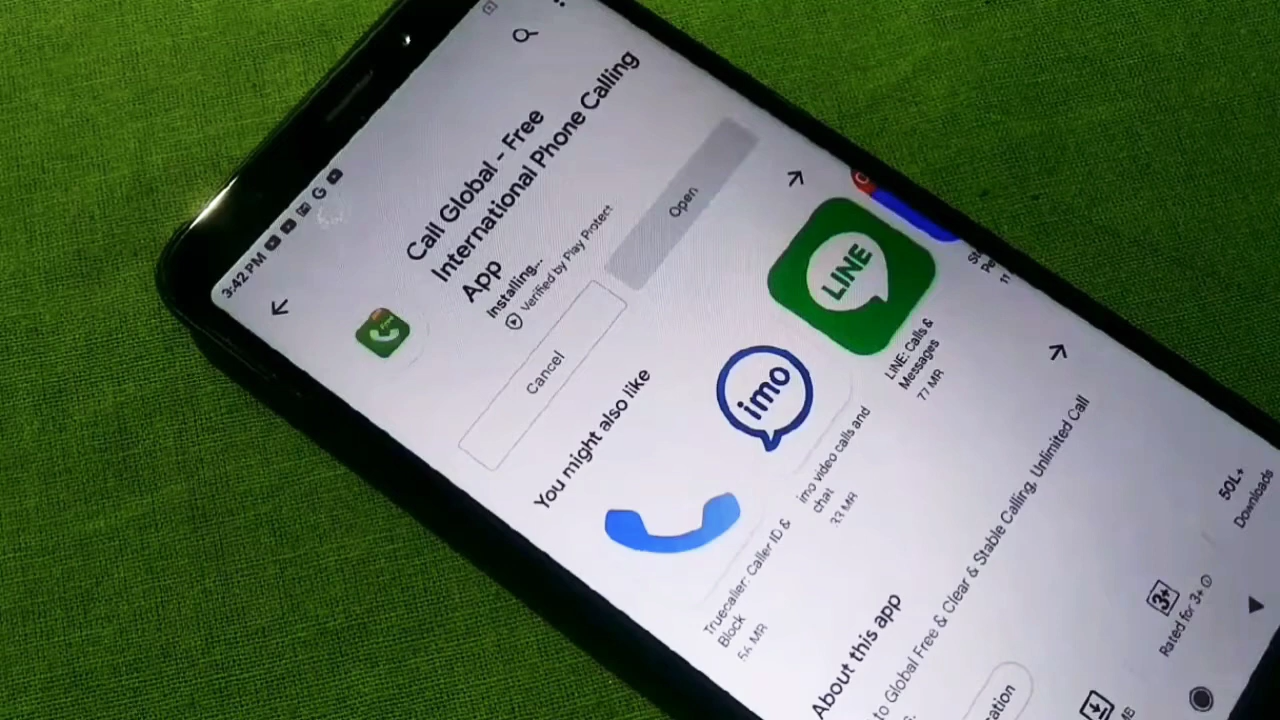 3:42 PM
Call Global - Free
International Phone Calling
App
Installing...
Verified by Play Protect
Cancel
Open
You might also like
Truecaller: Caller ID &
Block
56 MB
imo
imo video calls and
chat
33 MB
LINE
LINE: Calls &
Messages
77 MB
11
About this app
to Global Free & Clear & Stable Calling, Unlimited Call
MB
3+
Rated for 3+
50L+
Downloads